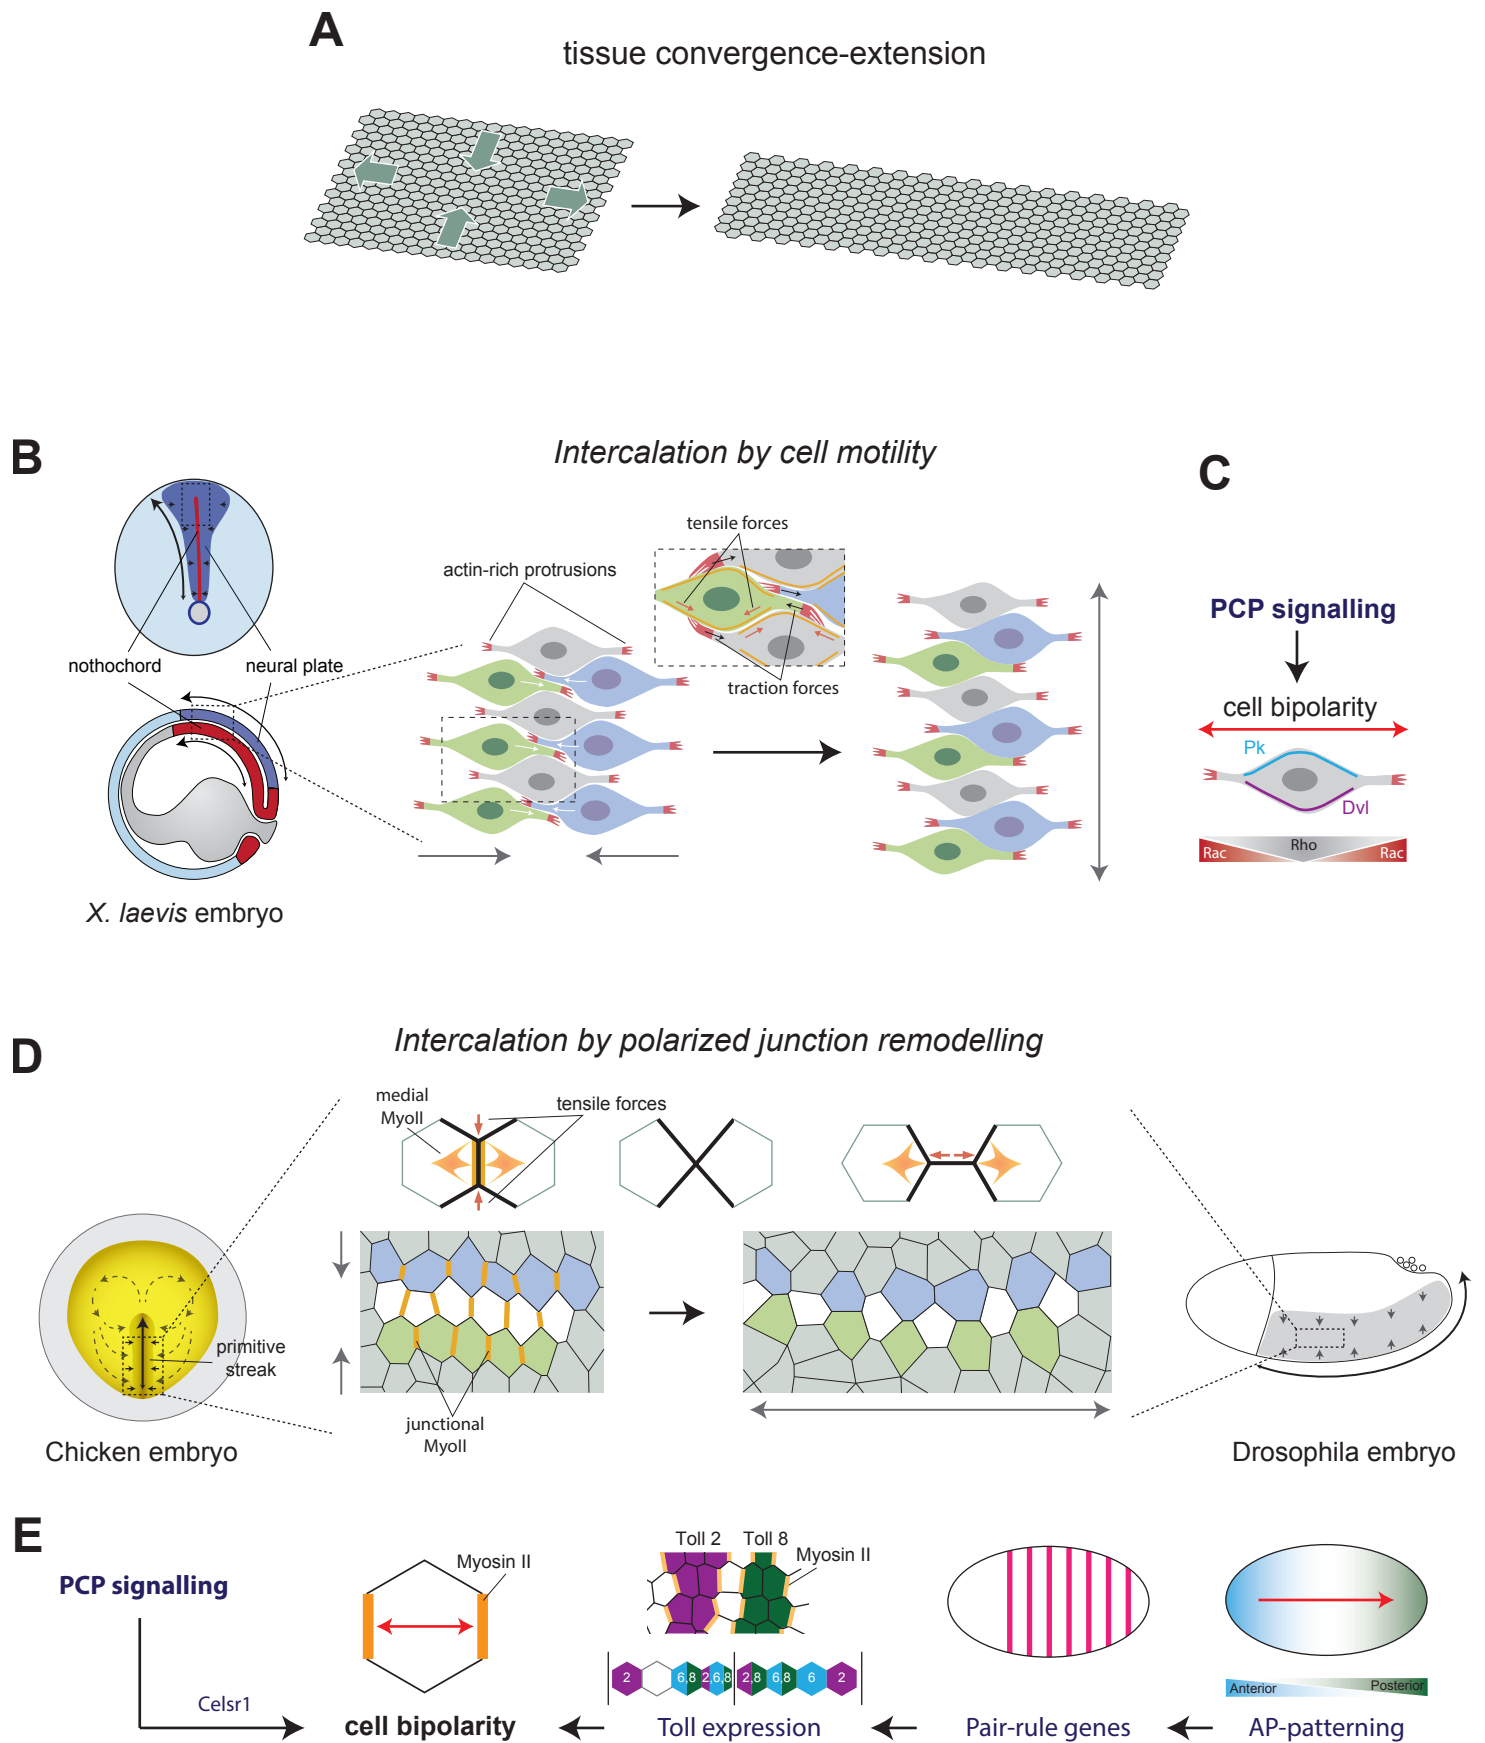 A
tissue convergence-extension
B
Intercalation by cell motility
C
tensile forces
actin-rich protrusions
PCP signalling
nothochord
neural plate
traction forces
cell bipolarity
Pk
Dvl
Rac
Rho
Rac
X. laevis embryo
Intercalation by polarized junction remodelling
D
medial
MyoII
tensile forces
primitive
streak
junctional
MyoII
Chicken embryo
Drosophila embryo
E
Toll 2
Toll 8
Myosin II
Myosin II
PCP signalling
2
6,8
2,6,8
2,8
6,8
6
2
Anterior
Posterior
Celsr1
cell bipolarity
Toll expression
Pair-rule genes
AP-patterning